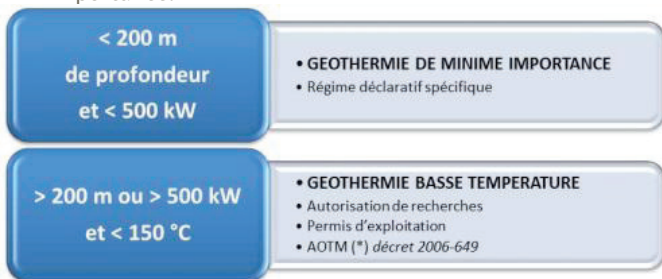 < 200 m
de profondeur
et < 500 kW
• GEOTHERMIE DE MINIME IMPORTANCE
• Régime déclaratif spécifique
> 200 m ou > 500 kW
et < 150 °C
• GEOTHERMIE BASSE TEMPERATURE
• Autorisation de recherches
• Permis d'exploitation
• AOTM (*) décret 2006-649